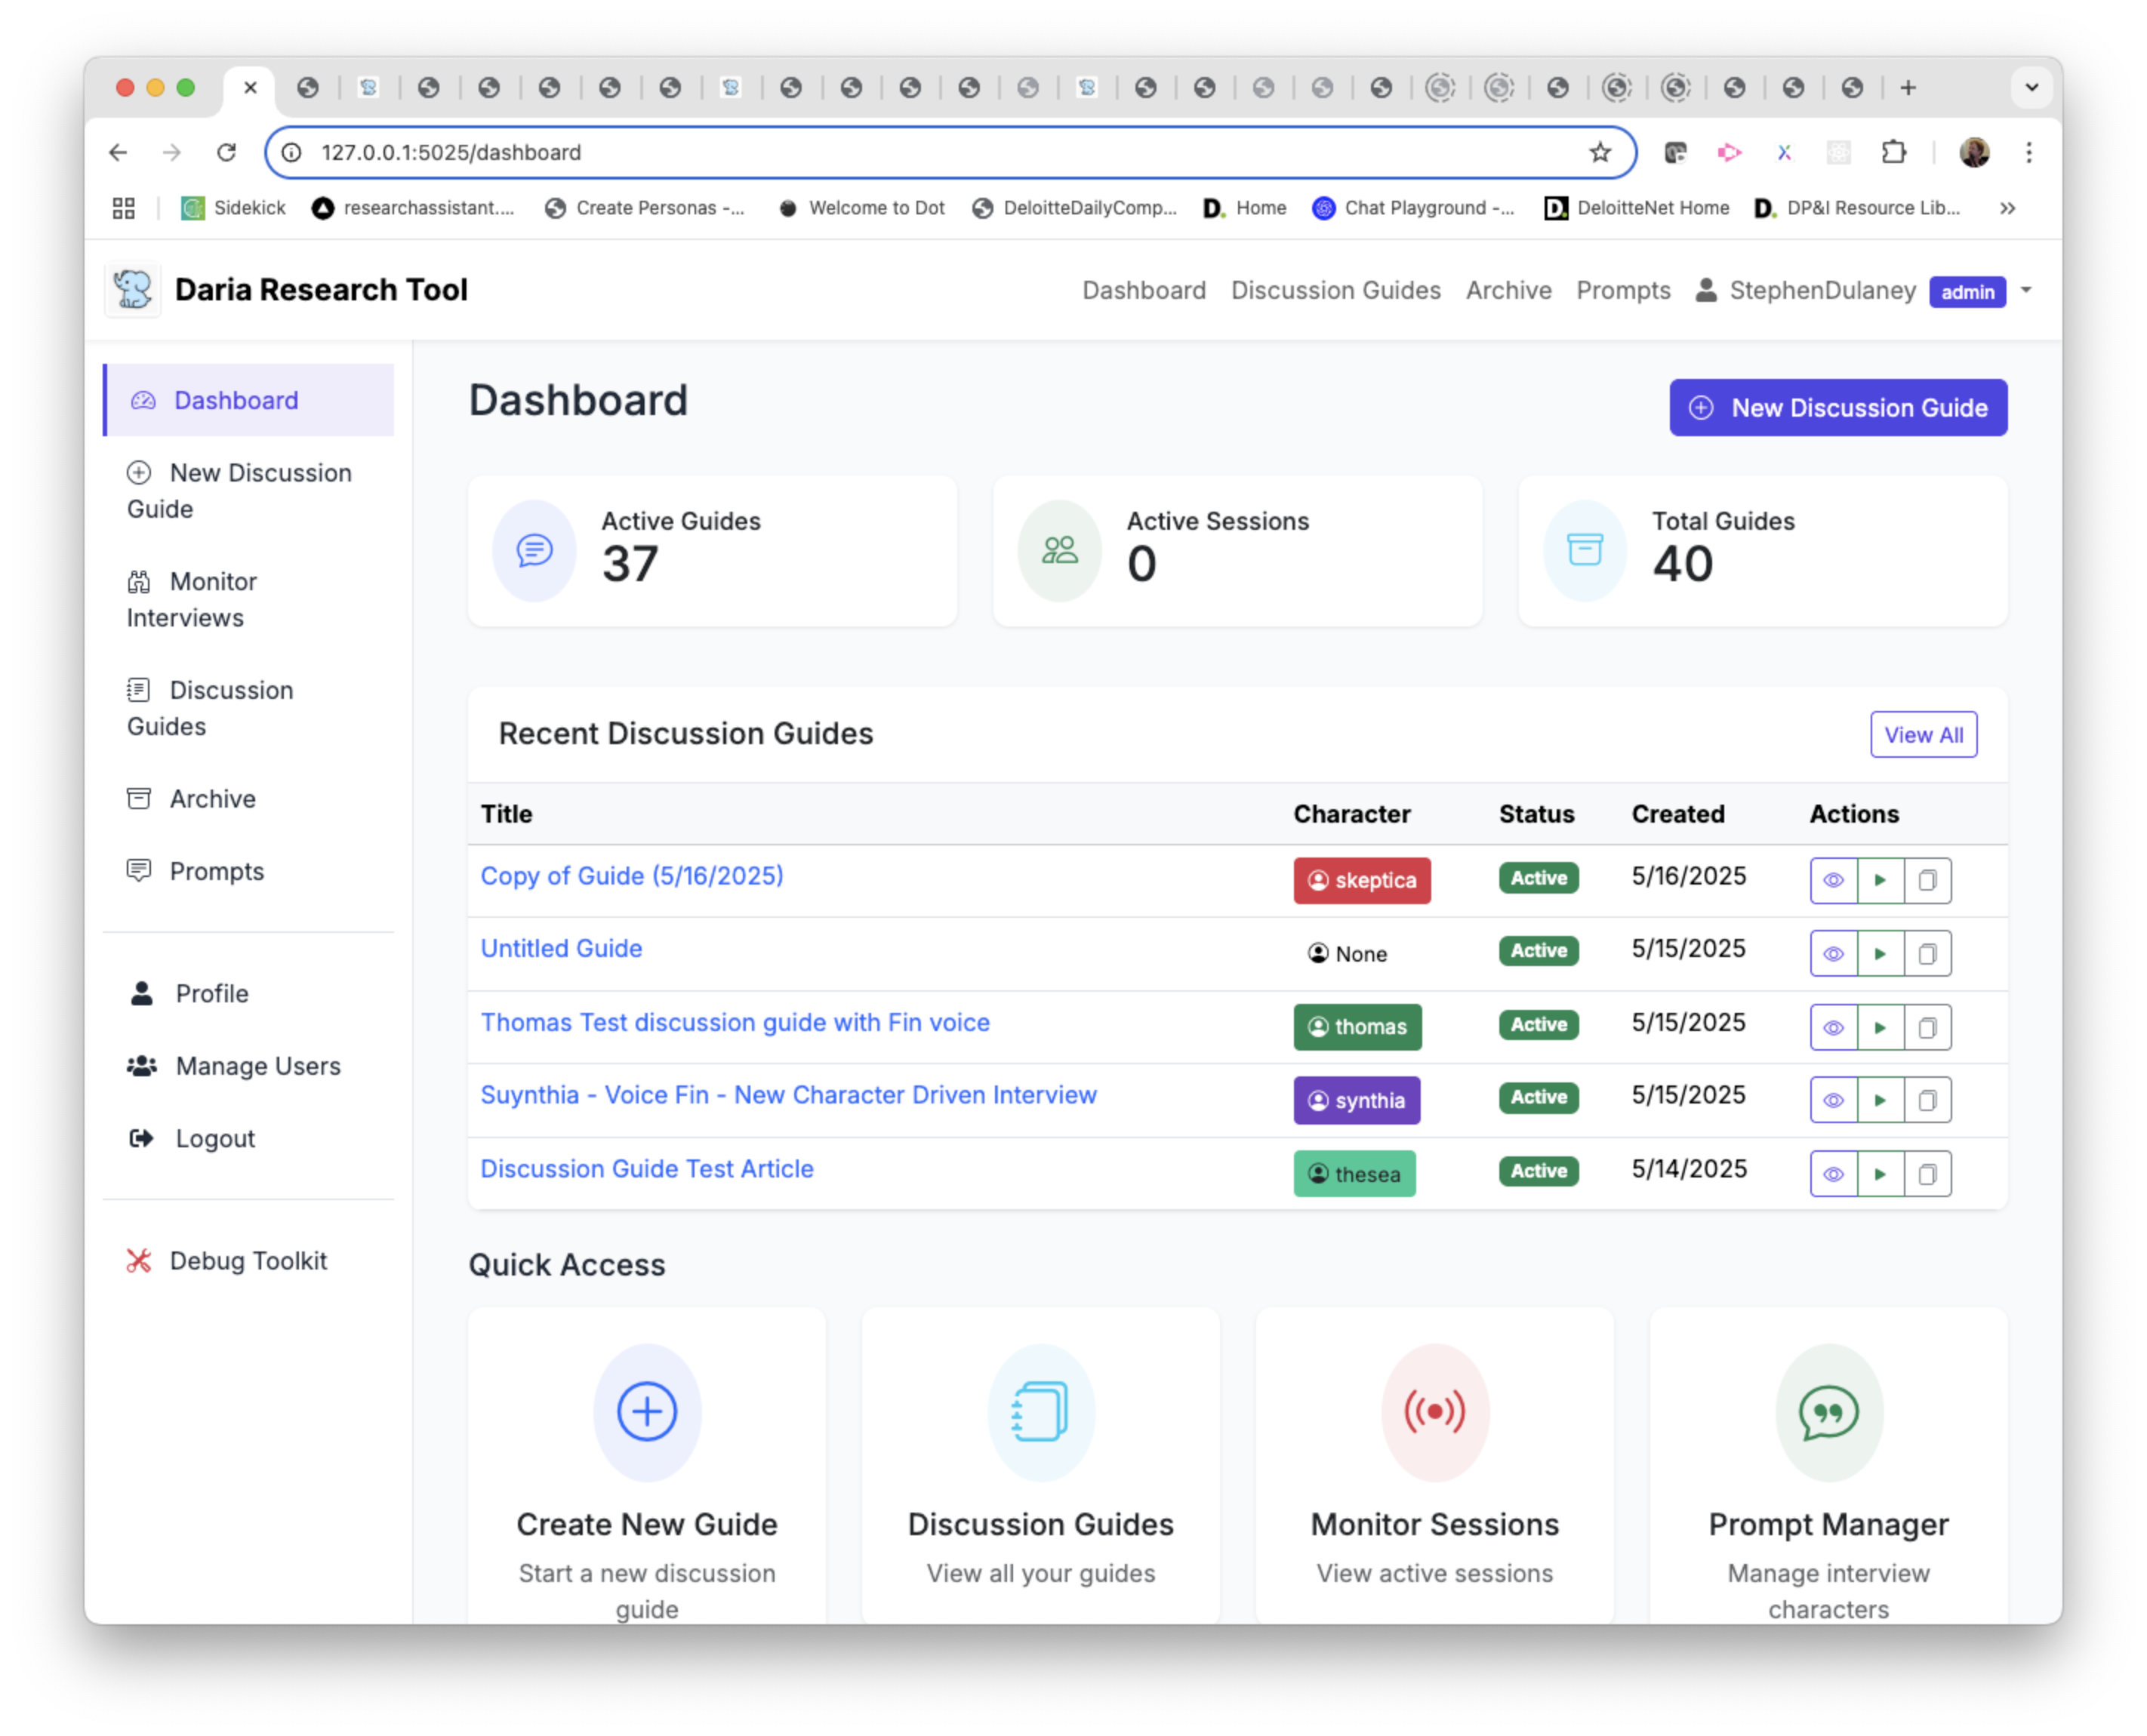 127.0.0.1:5025/dashboard
Sidekick
researchassistant....
Create Personas -...
Welcome to Dot
DeloitteDailyComp...
D. Home
Chat Playground -...
D. DeloitteNet Home
D. DP&I Resource Lib...
Daria Research Tool
Dashboard
Discussion Guides
Archive
Prompts
StephenDulaney
admin
Dashboard
New Discussion
Guide
Monitor
Interviews
Discussion
Guides
Archive
Prompts
Profile
Manage Users
Logout
Debug Toolkit
Dashboard
New Discussion Guide
Active Guides
37
Active Sessions
0
Total Guides
40
Recent Discussion Guides
View All
Title Character Status Created Actions
Copy of Guide (5/16/2025) skeptica Active 5/16/2025
Untitled Guide None Active 5/15/2025
Thomas Test discussion guide with Fin voice thomas Active 5/15/2025
Suynthia - Voice Fin - New Character Driven Interview synthia Active 5/15/2025
Discussion Guide Test Article thesea Active 5/14/2025
Quick Access
Create New Guide
Start a new discussion
guide
Discussion Guides
View all your guides
Monitor Sessions
View active sessions
Prompt Manager
Manage interview
characters